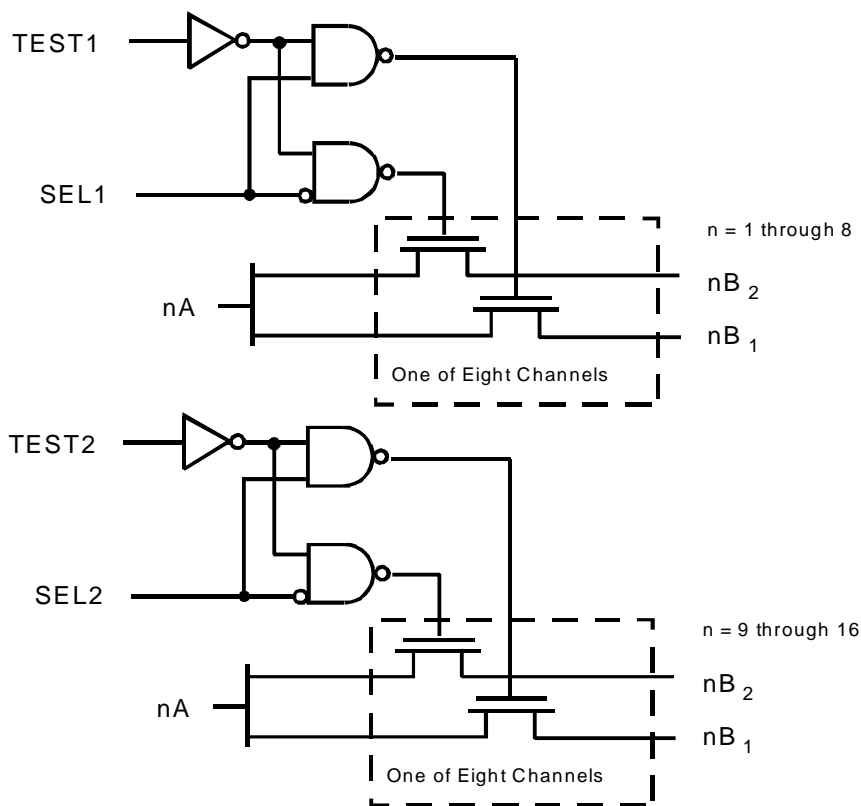 TEST1
SEL1
n = 1 through 8
nB 2
nA
nB 1
One of Eight Channels
TEST2
SEL2
n = 9 through 16
nB 2
nA
nB 1
One of Eight Channels